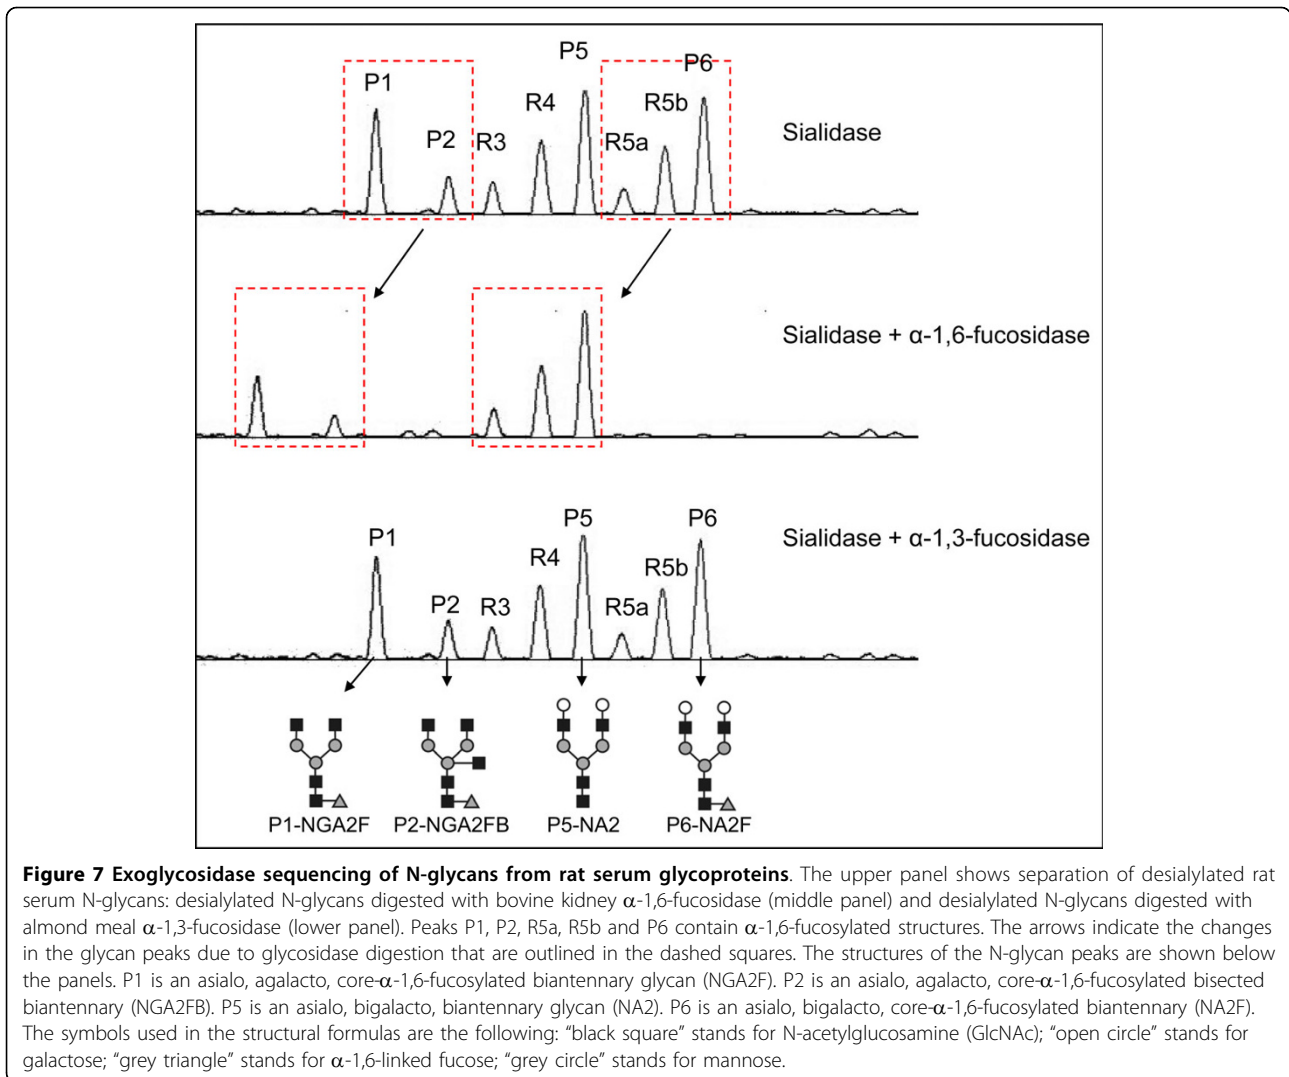 P5
P6
P1
R4
R5b
P2
R3
R5a
Sialidase
Sialidase + α-1,6-fucosidase
P5
P6
P1
R4
R5b
P2
R3
R5a
Sialidase + α-1,3-fucosidase
P1-NGA2F
P2-NGA2FB
P5-NA2
P6-NA2F
Figure 7 Exoglycosidase sequencing of N-glycans from rat serum glycoproteins. The upper panel shows separation of desialylated rat
serum N-glycans: desialylated N-glycans digested with bovine kidney α-1,6-fucosidase (middle panel) and desialylated N-glycans digested with
almond meal α-1,3-fucosidase (lower panel). Peaks P1, P2, R5a, R5b and P6 contain α-1,6-fucosylated structures. The arrows indicate the changes
in the glycan peaks due to glycosidase digestion that are outlined in the dashed squares. The structures of the N-glycan peaks are shown below
the panels. P1 is an asialo, agalacto, core-α-1,6-fucosylated biantennary glycan (NGA2F). P2 is an asialo, agalacto, core-α-1,6-fucosylated bisected
biantennary (NGA2FB). P5 is an asialo, bigalacto, biantennary glycan (NA2). P6 is an asialo, bigalacto, core-α-1,6-fucosylated biantennary (NA2F).
The symbols used in the structural formulas are the following: “black square” stands for N-acetylglucosamine (GlcNAc); “open circle” stands for
galactose; “grey triangle” stands for α-1,6-linked fucose; “grey circle” stands for mannose.